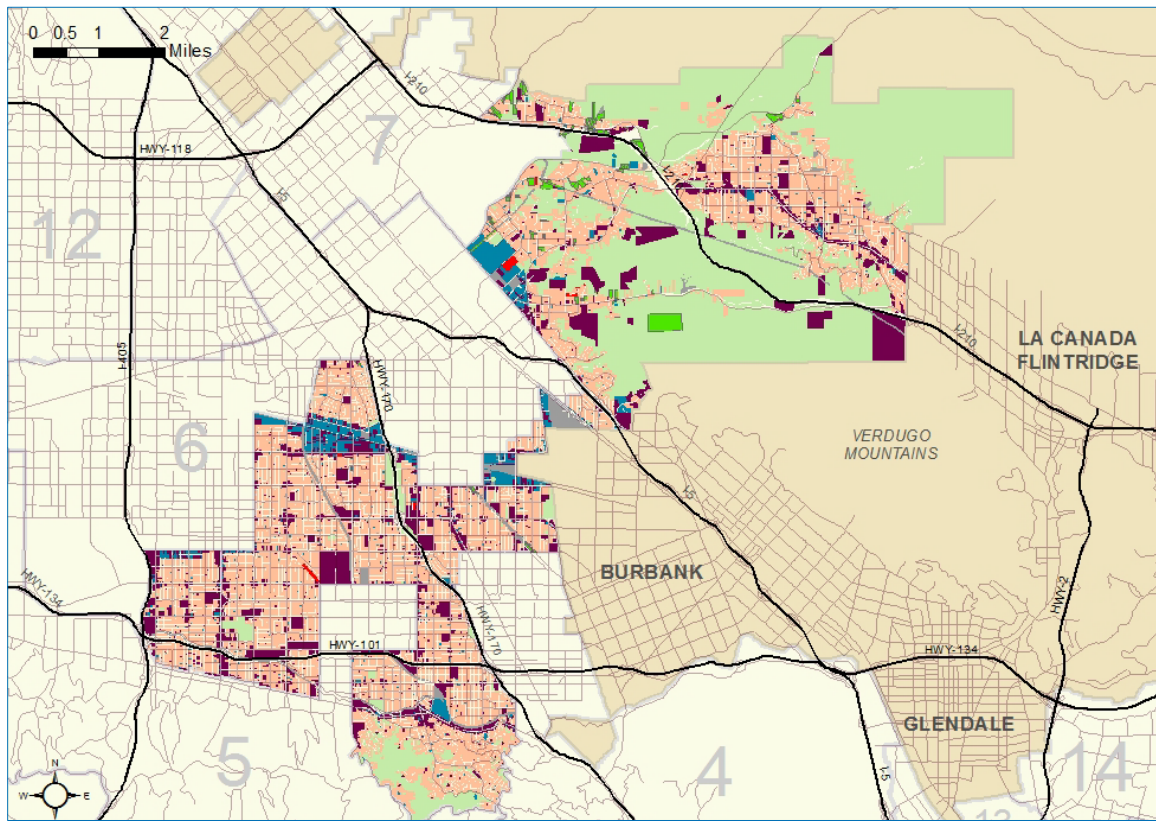 0 0.5 1 2
Miles
I-210
7
HWY-118
I-5
12
I-210
I-405
HWY-170
LA CANADA
FLINTRIDGE
I-210
6
VERDUGO
MOUNTAINS
I-5
BURBANK
HWY-134
HWY-2
HWY-170
HWY-101
HWY-134
GLENDALE
5
4
I-5
14
13
N
W E
S